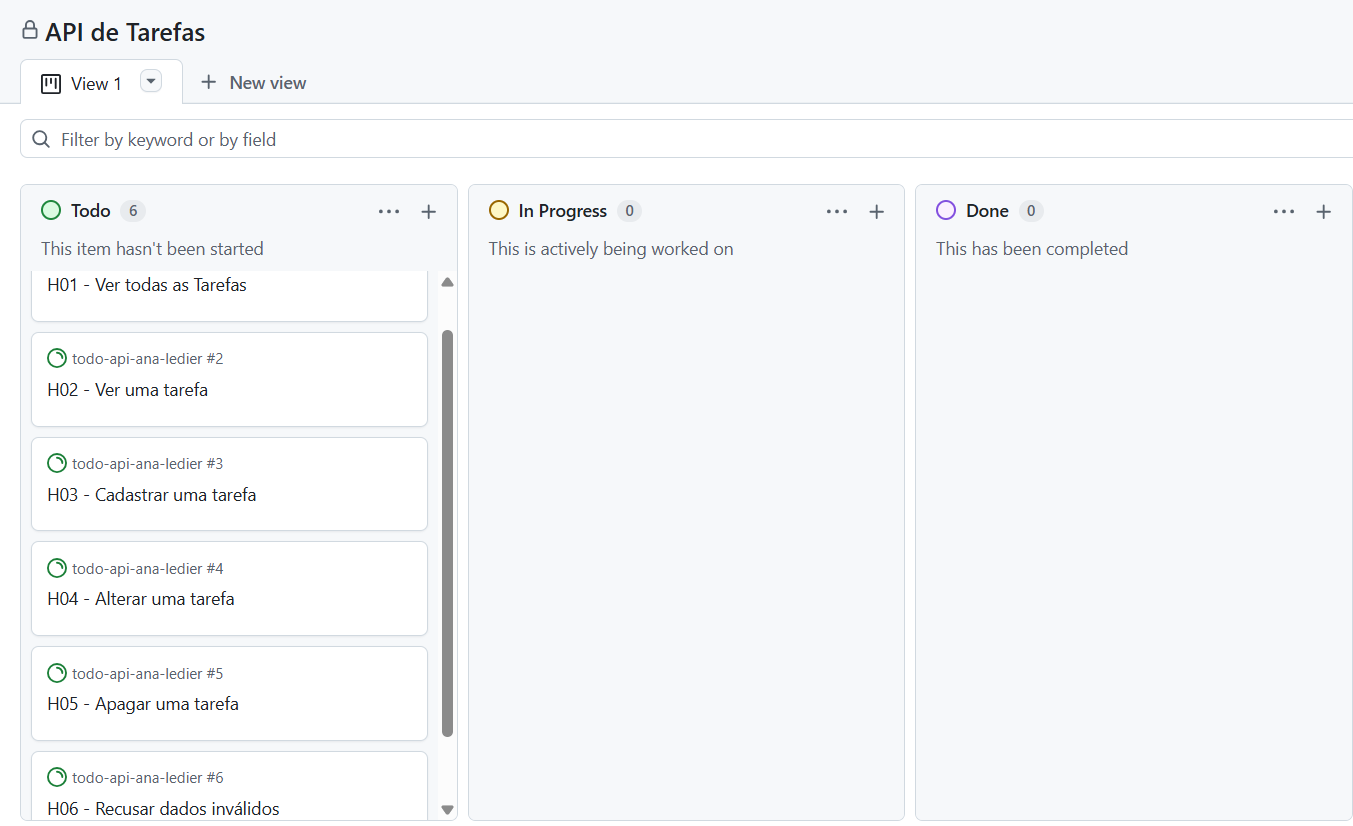 API de Tarefas
View 1
New view
Filter by keyword or by field
Todo 6
This item hasn't been started
H01 - Ver todas as Tarefas
todo-api-ana-ledier #2
H02 - Ver uma tarefa
todo-api-ana-ledier #3
H03 - Cadastrar uma tarefa
todo-api-ana-ledier #4
H04 - Alterar uma tarefa
todo-api-ana-ledier #5
H05 - Apagar uma tarefa
todo-api-ana-ledier #6
H06 - Recusar dados inválidos
In Progress 0
This is actively being worked on
Done 0
This has been completed